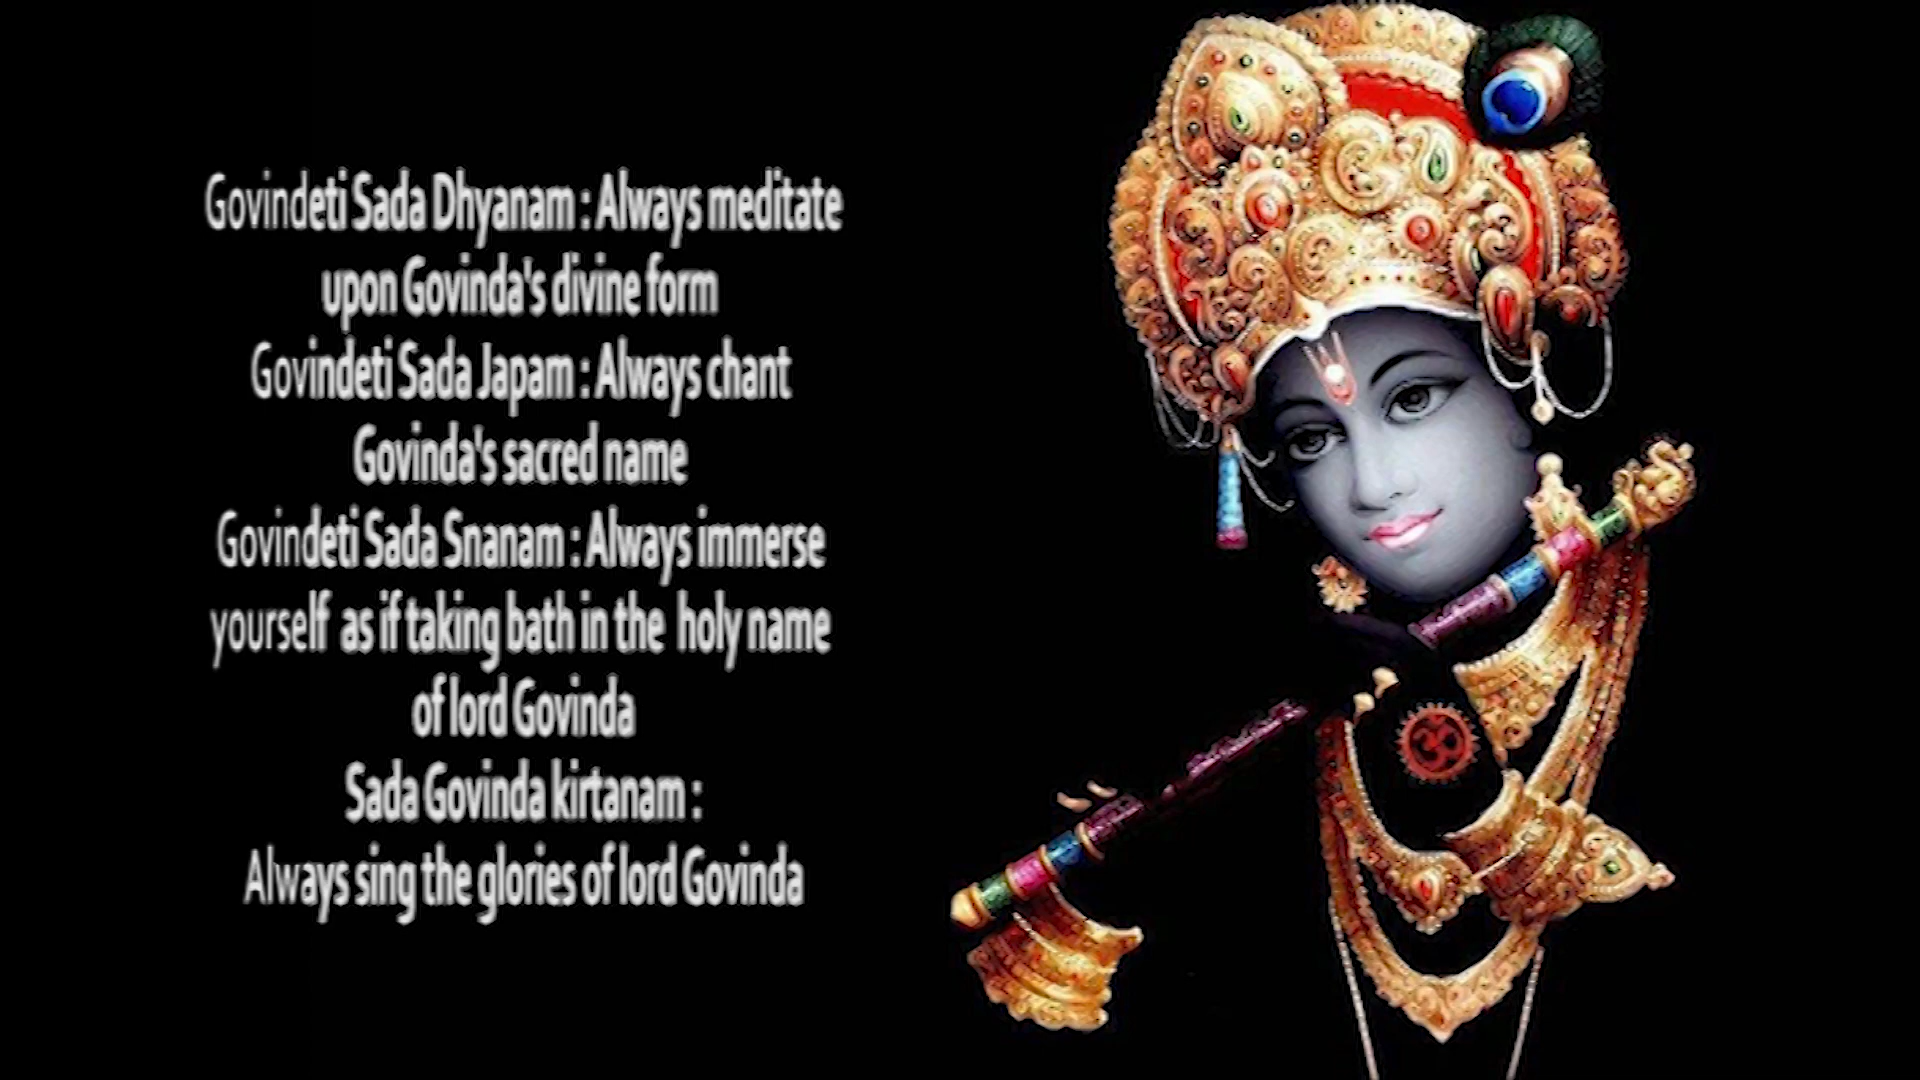 Govindeti Sada Dhyanam : Always meditate
upon Govinda's divine form
Govindeti Sada Japam : Always chant
Govinda's sacred name
Govindeti Sada Snanam : Always immerse
yourself as if taking bath in the holy name
of lord Govinda
Sada Govinda kirtanam :
Always sing the glories of lord Govinda
ॐ